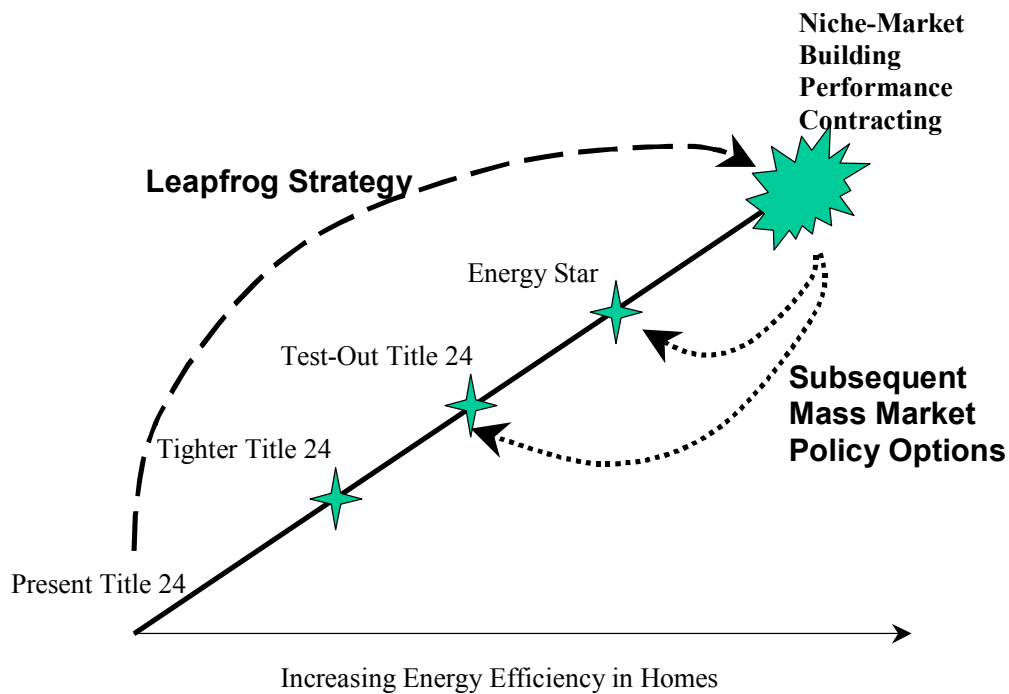 Niche-Market
Building
Performance
Contracting
Leapfrog Strategy
Energy Star
Test-Out Title 24
Subsequent
Mass Market
Policy Options
Tighter Title 24
Present Title 24
Increasing Energy Efficiency in Homes